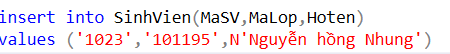 insert into SinhVien(MaSV,MaLop,Hoten)
values ('1023','101195',N'Nguyễn hồng Nhung')